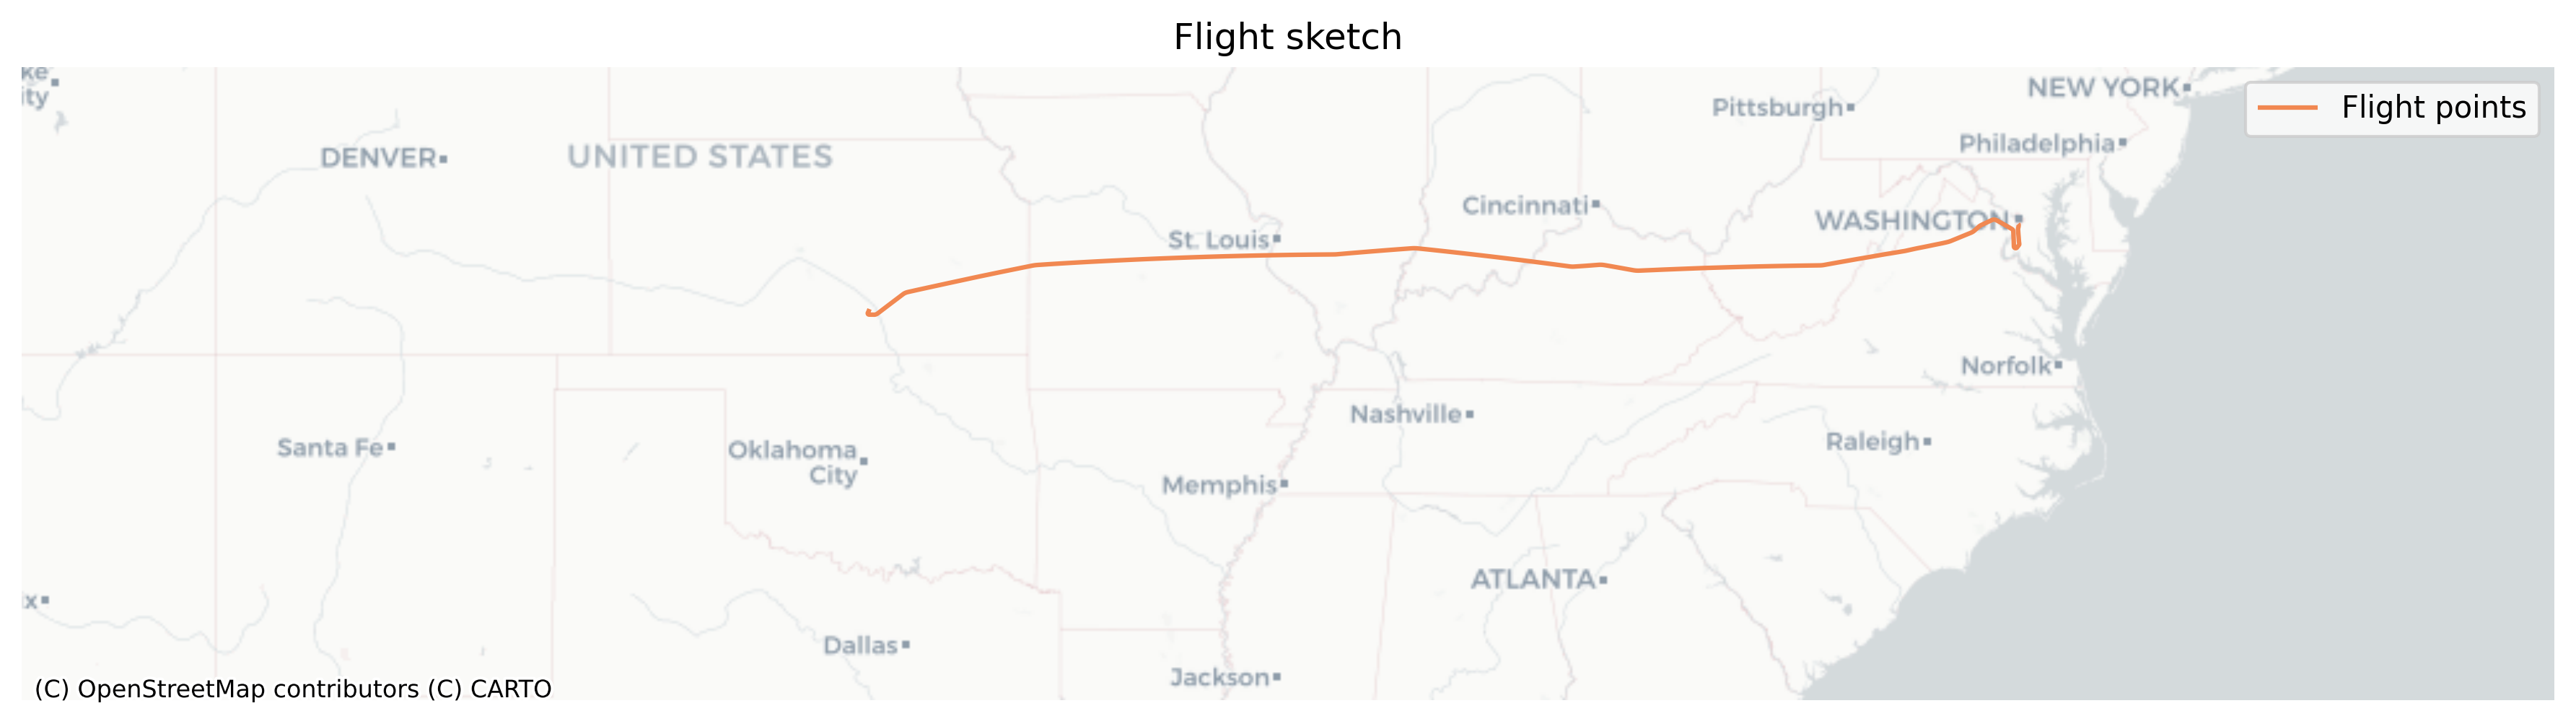 Flight sketch
ke
ity
NEW YORK
Flight points
Pittsburgh
Philadelphia
DENVER
UNITED STATES
Cincinnati
WASHINGTON
St. Louis
Norfolk
Nashville
Santa Fe
Oklahoma
City
Raleigh
Memphis
ATLANTA
x
Dallas
Jackson
(C) OpenStreetMap contributors (C) CARTO